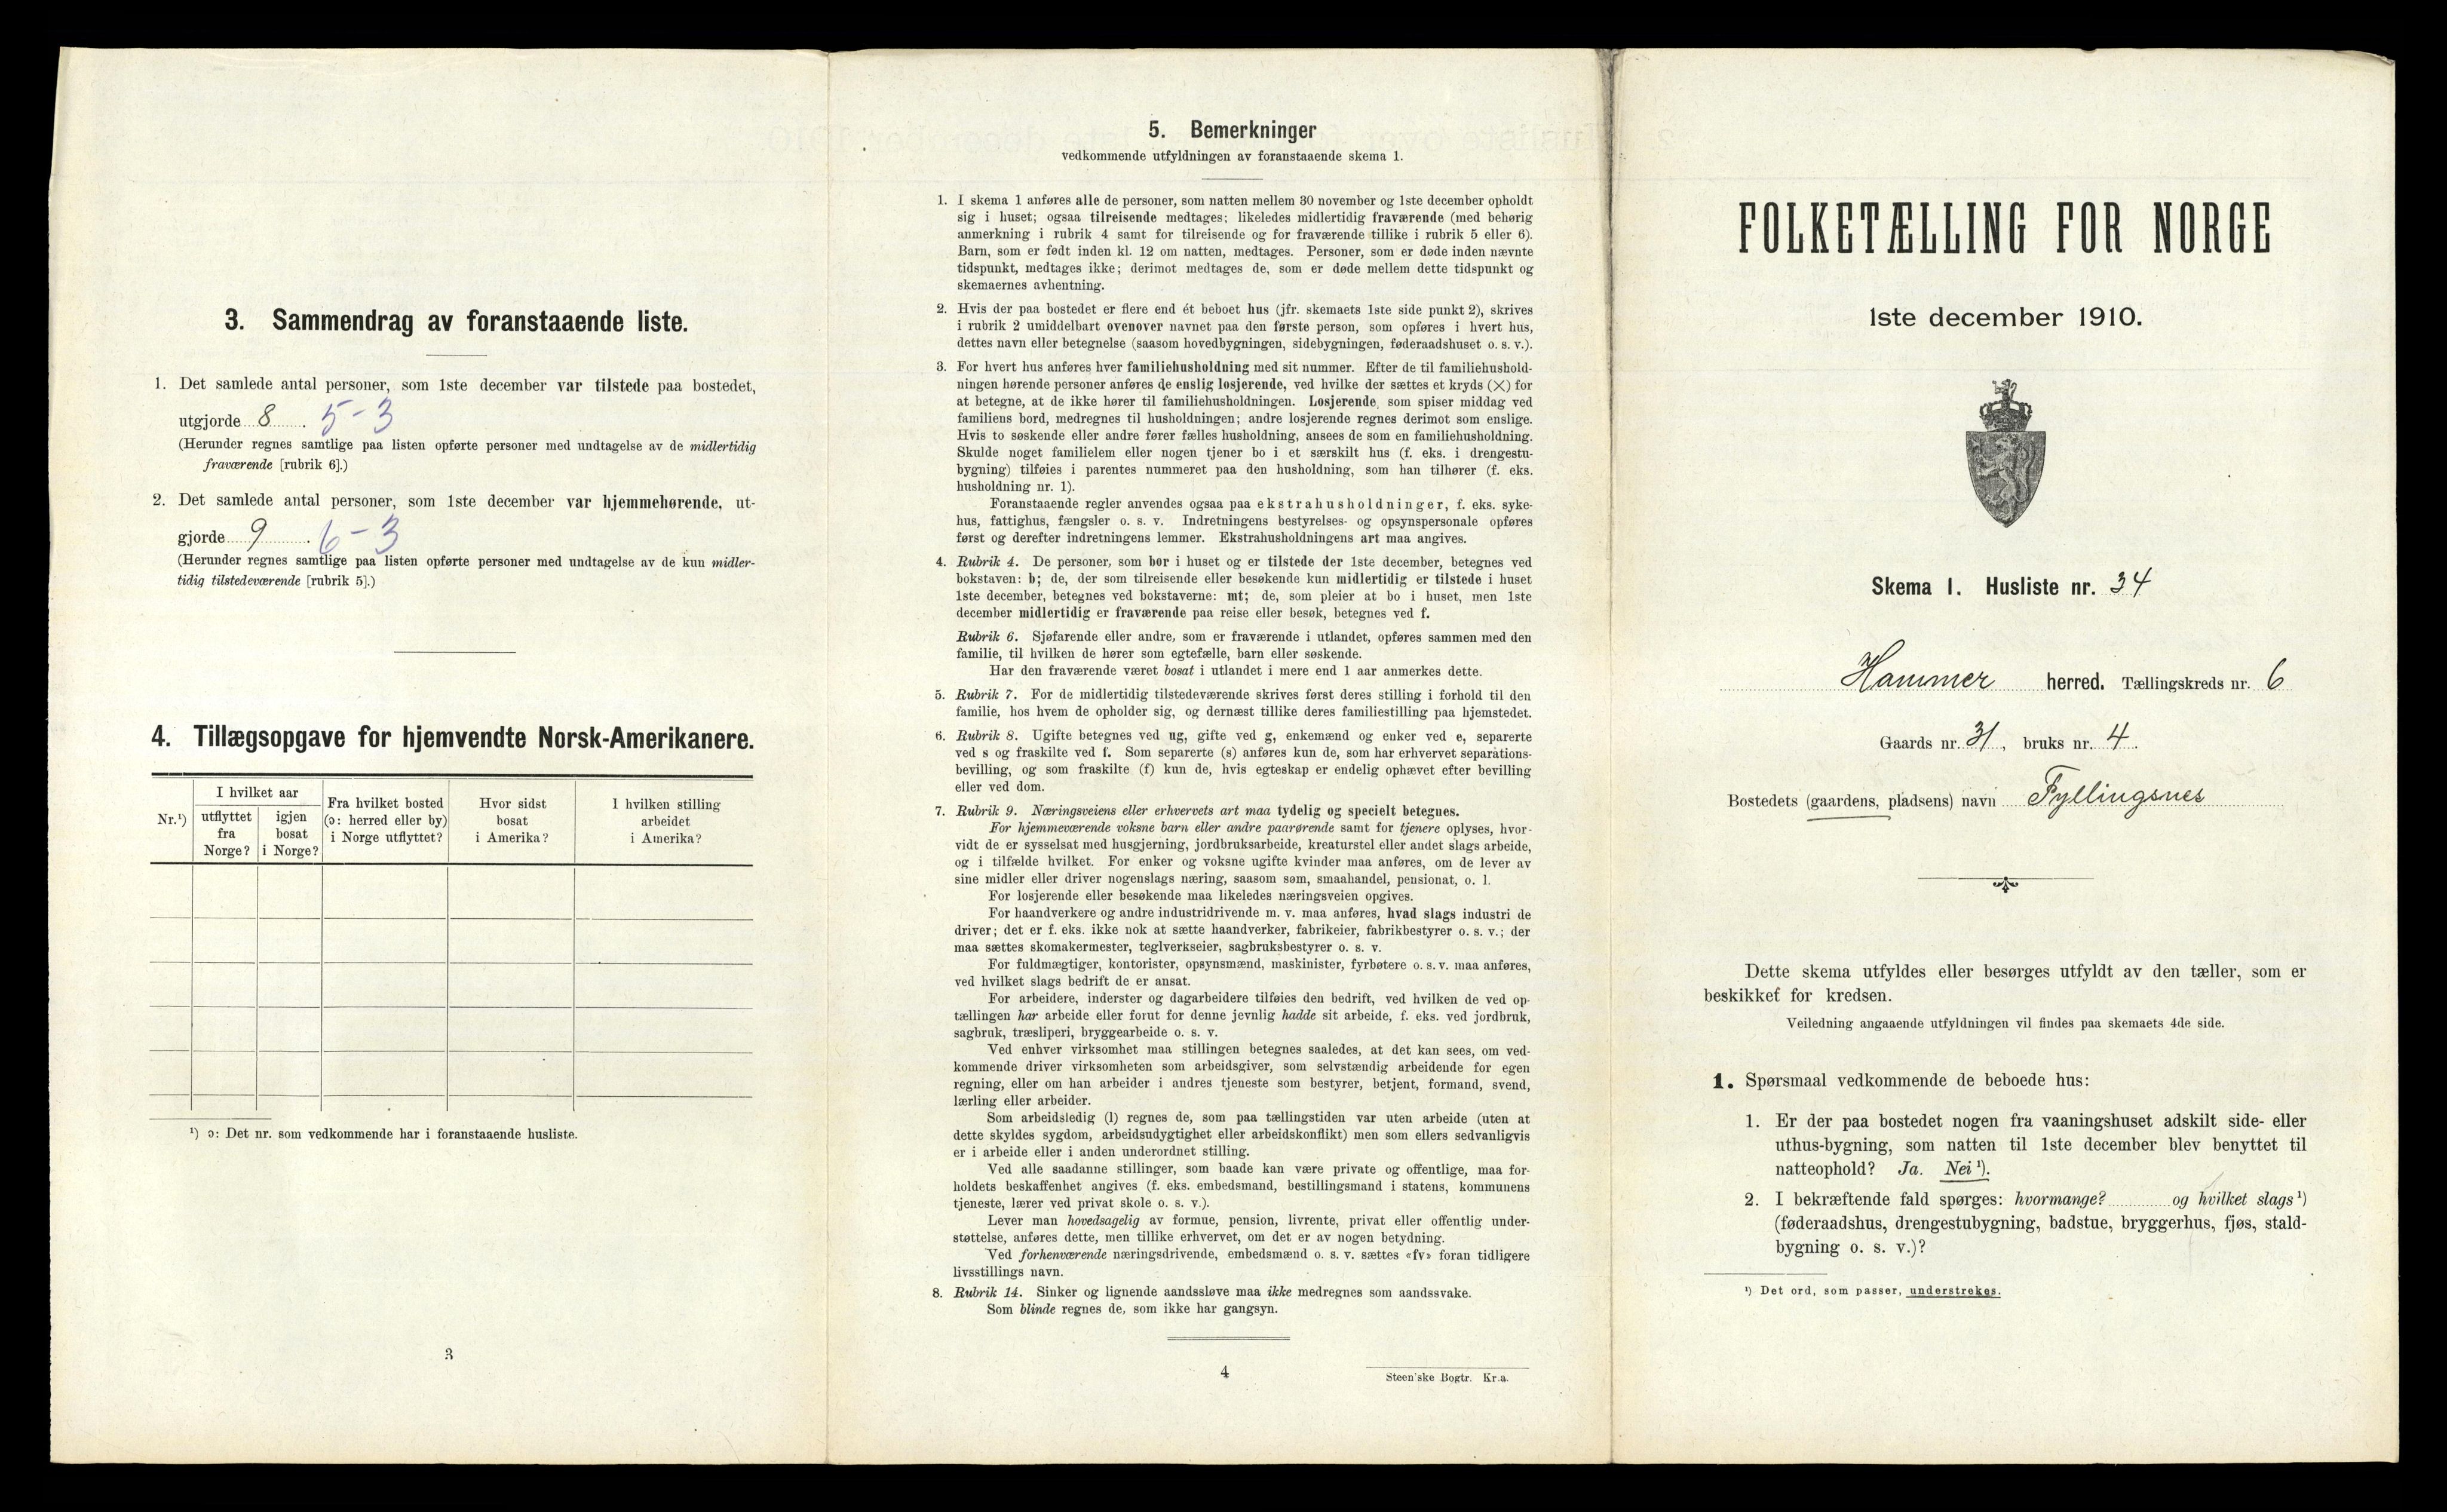 3. Sammendrag av foranstaaende liste.
1. Det samlede antal personer, som 1ste december var tilstede paa bostedet,
utgjorde 8. 5-3
(Herunder regnes samtlige paa listen opførte personer med undtagelse av de midlertidig
fraværende [rubrik 6].)
2. Det samlede antal personer, som 1ste december var hjemmehørende, ut-
gjorde 9. 6-3
(Herunder regnes samtlige paa listen opførte personer med undtagelse av de kun midler-
tidig tilstedeværende [rubrik 5].)
4. Tillægsopgave for hjemvendte Norsk-Amerikanere.
Nr.¹)
I hvilket aar
utflyttet
fra
Norge?
igjen
bosat
i Norge?
Fra hvilket bosted
(ɔ: herred eller by)
i Norge utflyttet?
Hvor sidst
bosat
i Amerika?
I hvilken stilling
arbeidet
i Amerika?
¹) ɔ: Det nr. som vedkommende har i foranstaaende husliste.
3
5. Bemerkninger
vedkommende utfyldningen av foranstaaende skema 1.
1. I skema 1 anføres alle de personer, som natten mellem 30 november og 1ste december opholdt
sig i huset; ogsaa tilreisende medtages; likeledes midlertidig fraværende (med behørig
anmerkning i rubrik 4 samt for tilreisende og for fraværende tillike i rubrik 5 eller 6).
Barn, som er født inden kl. 12 om natten, medtages. Personer, som er døde inden nævnte
tidspunkt, medtages ikke; derimot medtages de, som er døde mellem dette tidspunkt og
skemaernes avhentning.
2. Hvis der paa bostedet er flere end ét beboet hus (jfr. skemaets 1ste side punkt 2), skrives
i rubrik 2 umiddelbart ovenover navnet paa den første person, som opføres i hvert hus,
dettes navn eller betegnelse (saasom hovedbygningen, sidebygningen, føderaadshuset o. s. v.).
3. For hvert hus anføres hver familiehusholdning med sit nummer. Efter de til familiehushold-
ningen hørende personer anføres de enslig losjerende, ved hvilke der sættes et kryds (×) for
at betegne, at de ikke hører til familiehusholdningen. Losjerende, som spiser middag ved
familiens bord, medregnes til husholdningen; andre losjerende regnes derimot som enslige.
Hvis to søskende eller andre fører fælles husholdning, ansees de som en familiehusholdning.
Skulde noget familielem eller nogen tjener bo i et særskilt hus (f. eks. i drengestu-
bygning) tilføies i parentes nummeret paa den husholdning, som han tilhører (f. eks.
husholdning nr. 1).
Foranstaaende regler anvendes ogsaa paa ekstrahusholdninger, f. eks. syke-
hus, fattighus, fængsler o. s. v. Indretningens bestyrelses- og opsynspersonale opføres
først og derefter indretningens lemmer. Ekstrahusholdningens art maa angives.
4. Rubrik 4. De personer, som bor i huset og er tilstede der 1ste december, betegnes ved
bokstaven: b; de, der som tilreisende eller besøkende kun midlertidig er tilstede i huset
1ste december, betegnes ved bokstaverne: mt; de, som pleier at bo i huset, men 1ste
december midlertidig er fraværende paa reise eller besøk, betegnes ved f.
Rubrik 6. Sjøfarende eller andre, som er fraværende i utlandet, opføres sammen med den
familie, til hvilken de hører som egtefælle, barn eller søskende.
Har den fraværende været bosat i utlandet i mere end 1 aar anmerkes dette.
5. Rubrik 7. For de midlertidig tilstedeværende skrives først deres stilling i forhold til den
familie, hos hvem de opholder sig, og dernæst tillike deres familiestilling paa hjemstedet.
6. Rubrik 8. Ugifte betegnes ved ug, gifte ved g, enkemænd og enker ved e, separerte
ved s og fraskilte ved f. Som separerte (s) anføres kun de, som har erhvervet separations-
bevilling, og som fraskilte (f) kun de, hvis egteskap er endelig ophævet efter bevilling
eller ved dom.
7. Rubrik 9. Næringsveiens eller erhvervets art maa tydelig og specielt betegnes.
For hjemmeværende voksne barn eller andre paarørende samt for tjenere oplyses, hvor-
vidt de er sysselsat med husgjerning, jordbruksarbeide, kreaturstel eller andet slags arbeide,
og i tilfælde hvilket. For enker og voksne ugifte kvinder maa anføres, om de lever av
sine midler eller driver nogenslags næring, saasom søm, smaahandel, pensionat, o. l.
For losjerende eller besøkende maa likeledes næringsveien opgives.
For haandverkere og andre industridrivende m. v. maa anføres, hvad slags industri de
driver; det er f. eks. ikke nok at sætte haandverker, fabrikeier, fabrikbestyrer o. s. v.; der
maa sættes skomakermester, teglverkseier, sagbruksbestyrer o. s. v.
For fuldmægtiger, kontorister, opsynsmænd, maskinister, fyrbøtere o. s. v. maa anføres,
ved hvilket slags bedrift de er ansat.
For arbeidere, inderster og dagarbeidere tilføies den bedrift, ved hvilken de ved op-
tællingen har arbeide eller forut for denne jevnlig hadde sit arbeide, f. eks. ved jordbruk,
sagbruk, træsliperi, bryggearbeide o. s. v.
Ved enhver virksomhet maa stillingen betegnes saaledes, at det kan sees, om ved-
kommende driver virksomheten som arbeidsgiver, som selvstændig arbeidende for egen
regning, eller om han arbeider i andres tjeneste som bestyrer, betjent, formand, svend,
lærling eller arbeider.
Som arbeidsledig (l) regnes de, som paa tællingstiden var uten arbeide (uten at
dette skyldes sygdom, arbeidsudygtighet eller arbeidskonflikt) men som ellers sedvanligvis
er i arbeide eller i anden underordnet stilling.
Ved alle saadanne stillinger, som baade kan være private og offentlige, maa for-
holdets beskaffenhet angives (f. eks. embedsmand, bestillingsmand i statens, kommunens
tjeneste, lærer ved privat skole o. s. v.).
Lever man hovedsagelig av formue, pension, livrente, privat eller offentlig under-
støttelse, anføres dette, men tillike erhvervet, om det er av nogen betydning.
Ved forhenværende næringsdrivende, embedsmænd o. s. v. sættes «fv» foran tidligere
livsstillings navn.
8. Rubrik 14. Sinker og lignende aandssløve maa ikke medregnes som aandssvake.
Som blinde regnes de, som ikke har gangsyn.
4
Steen'ske Bogtr. Kr.a.
FOLKETÆLLING FOR NORGE
1ste december 1910.
Skema 1. Husliste nr. 34
Hammer herred. Tællingskreds nr. 6
Gaards nr. 31, bruks nr. 4.
Bostedets (gaardens, pladsens) navn Fyllingsnes
Dette skema utfyldes eller besørges utfyldt av den tæller, som er
beskikket for kredsen.
Veiledning angaaende utfyldningen vil findes paa skemaets 4de side.
1. Spørsmaal vedkommende de beboede hus:
1. Er der paa bostedet nogen fra vaaningshuset adskilt side- eller
uthus-bygning, som natten til 1ste december blev benyttet til
natteophold? Ja. Nei ¹).
2. I bekræftende fald spørges: hvormange? og hvilket slags ¹)
(føderaadshus, drengestubygning, badstue, bryggerhus, fjøs, stald-
bygning o. s. v.)?
¹) Det ord, som passer, understrekes.